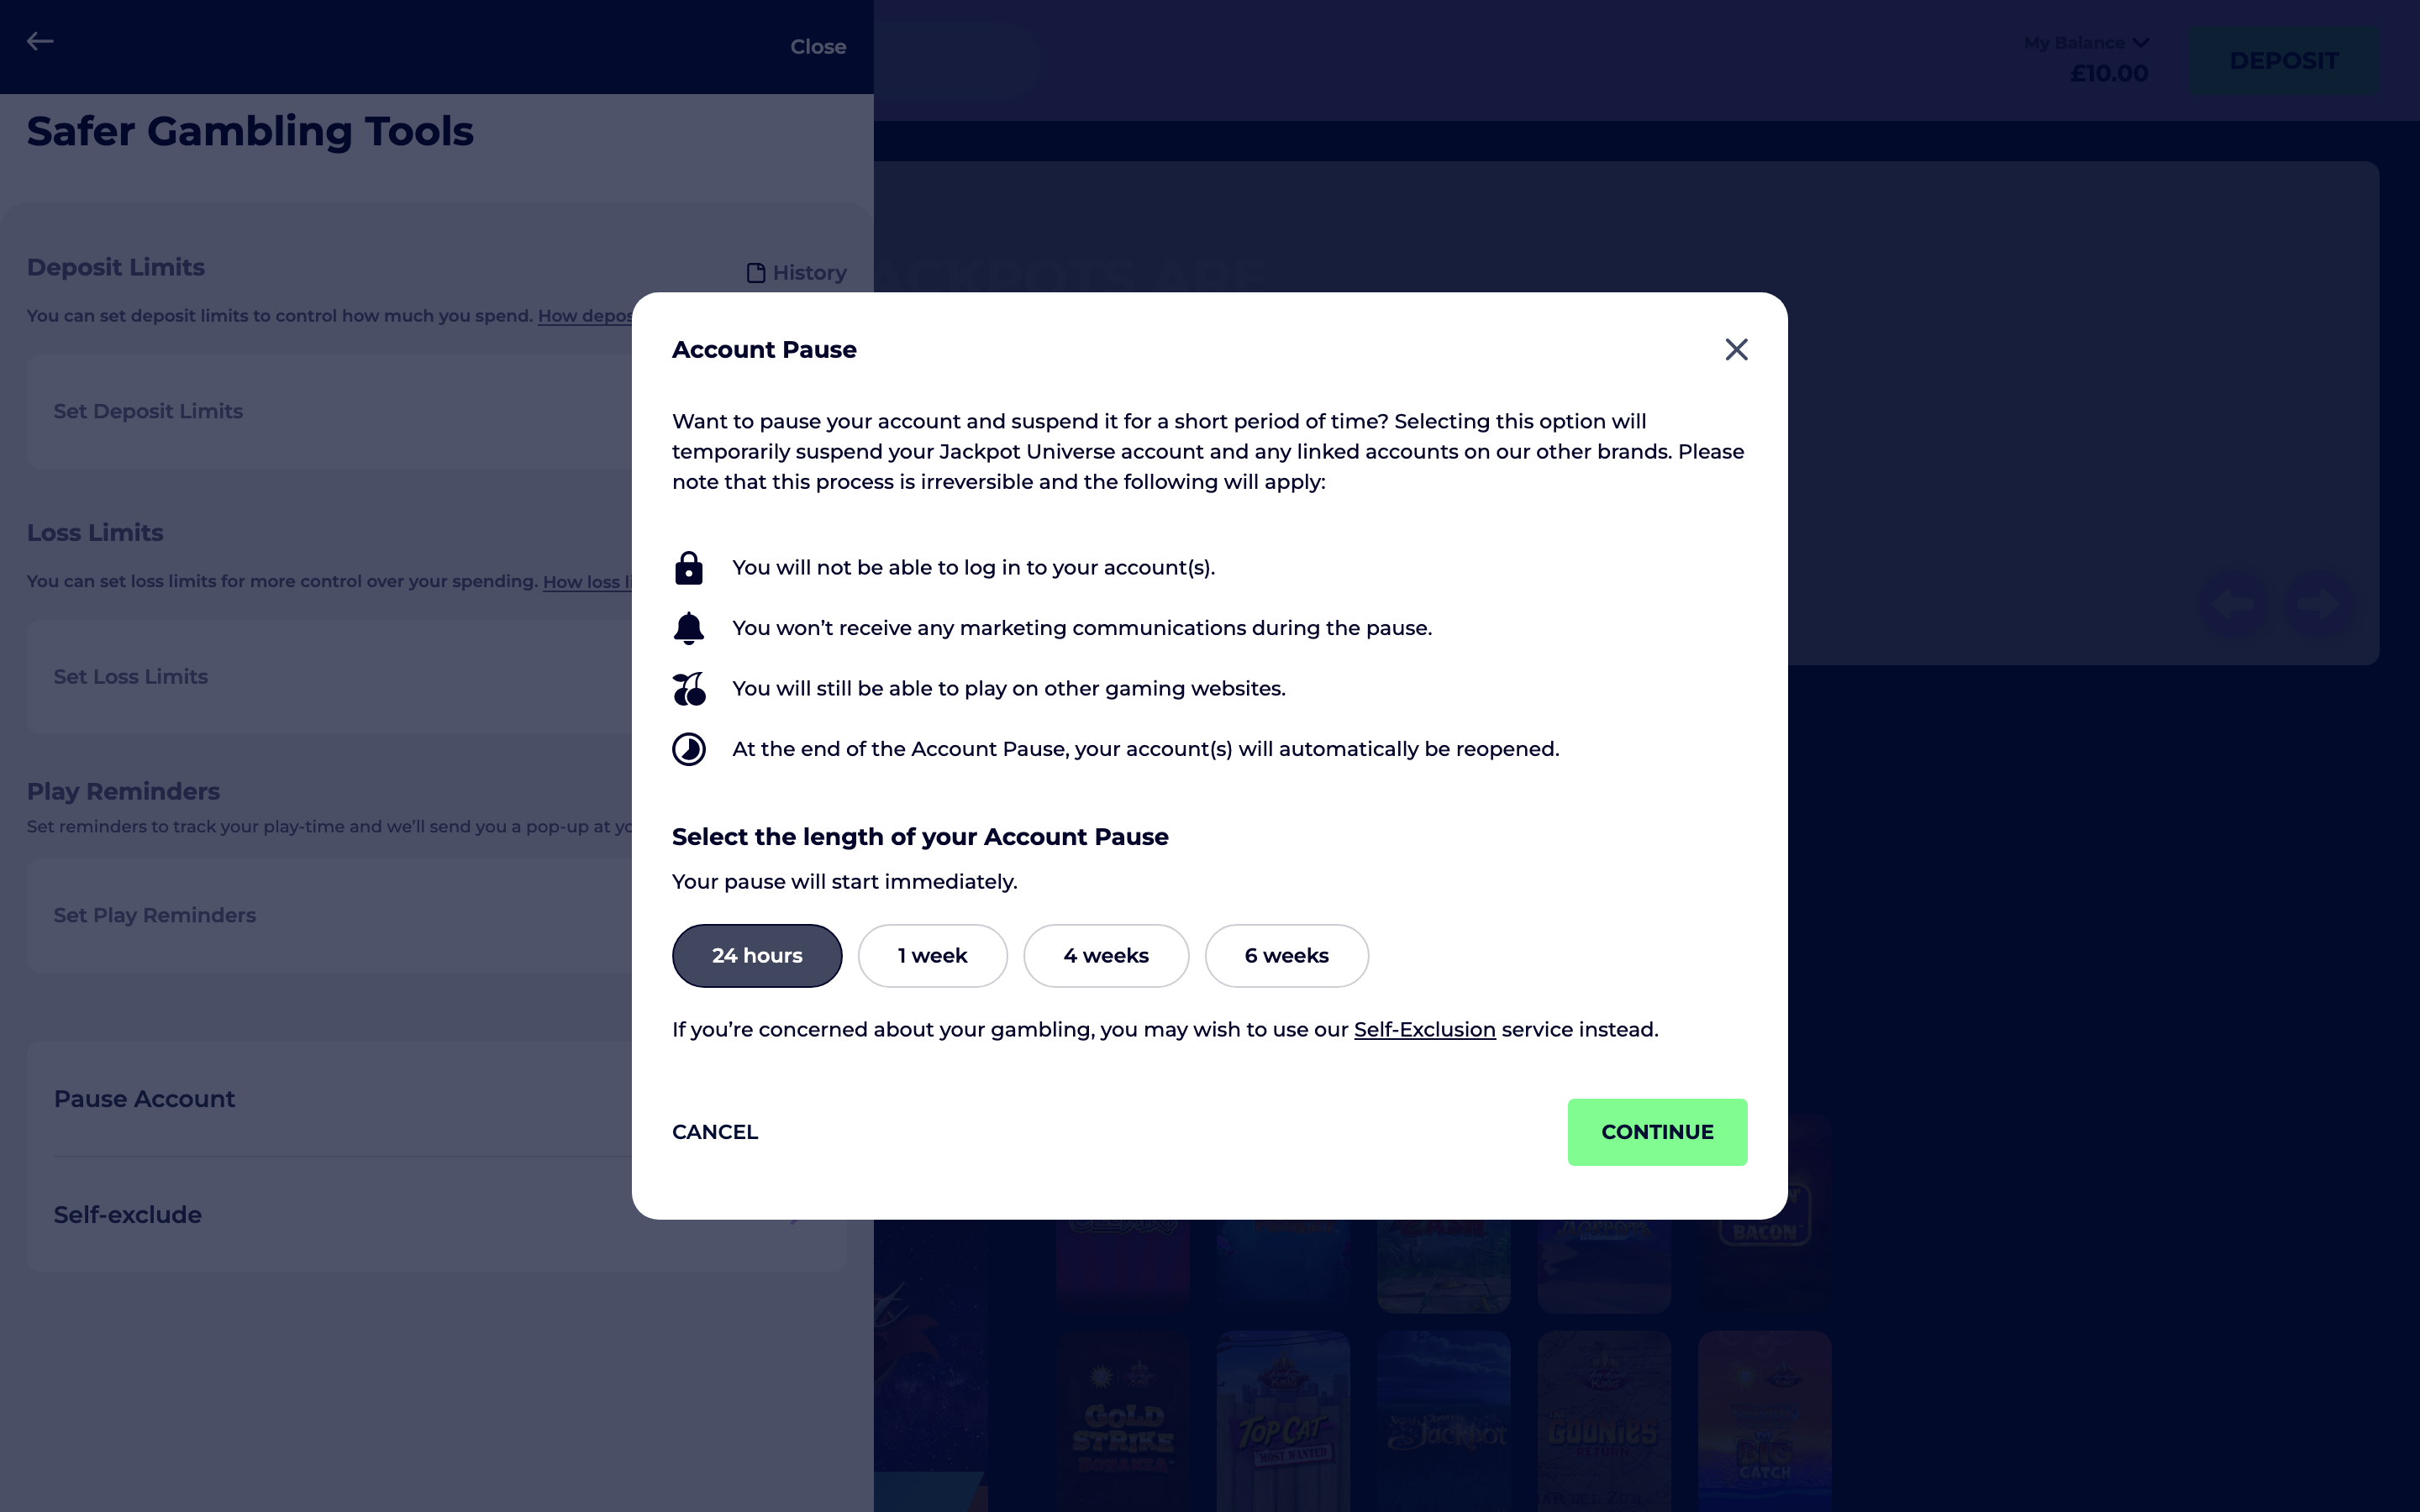 Close
My Balance
£10.00
DEPOSIT
Safer Gambling Tools
Deposit Limits
History
You can set deposit limits to control how much you spend. How
Set Deposit Limits
Loss Limits
You can set loss limits for more control over your spending. How loss
Set Loss Limits
Play Reminders
Set reminders to track your play-time and we'll send you a pop-up at
Set Play Reminders
Pause Account
Self-exclude
JACKPOTS ARE
Account Pause
Want to pause your account and suspend it for a short period of time? Selecting this option will
temporarily suspend your Jackpot Universe account and any linked accounts on our other brands. Please
note that this process is irreversible and the following will apply:
You will not be able to log in to your account(s).
You won’t receive any marketing communications during the pause.
You will still be able to play on other gaming websites.
At the end of the Account Pause, your account(s) will automatically be reopened.
Select the length of your Account Pause
Your pause will start immediately.
24 hours
1 week
4 weeks
6 weeks
If you’re concerned about your gambling, you may wish to use our Self-Exclusion service instead.
CANCEL
CONTINUE
BACON
GOLD
STRIKE
BONANZA
TOP CAT
MOST WANTED
Jackpot
GOONIES
RETURN
BIG
CATCH